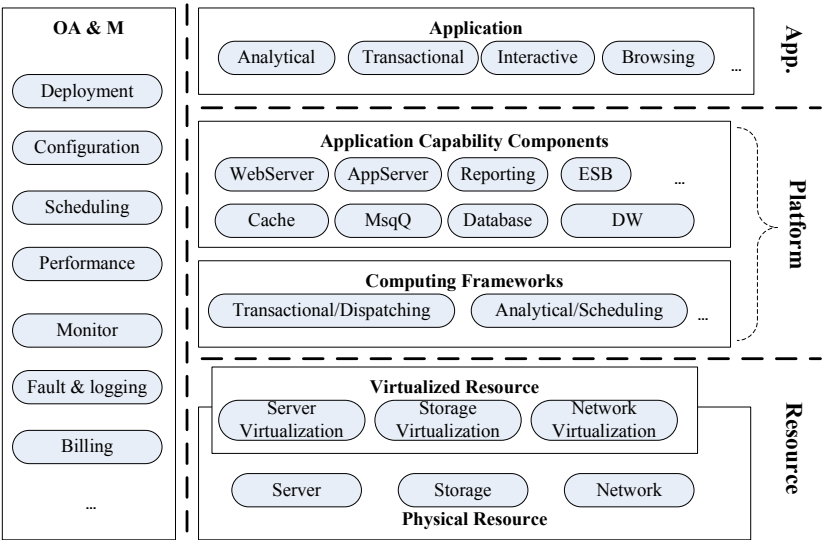 OA & M
Deployment
Configuration
Scheduling
Performance
Monitor
Fault & logging
Billing
...
Application
Analytical
Transactional
Interactive
Browsing
...
App.
Application Capability Components
WebServer
AppServer
Reporting
ESB
...
Cache
MsqQ
Database
DW
Computing Frameworks
Transactional/Dispatching
Analytical/Scheduling
...
Platform
Virtualized Resource
Server
Virtualization
Storage
Virtualization
Network
Virtualization
Server
Storage
Network
Physical Resource
Resource